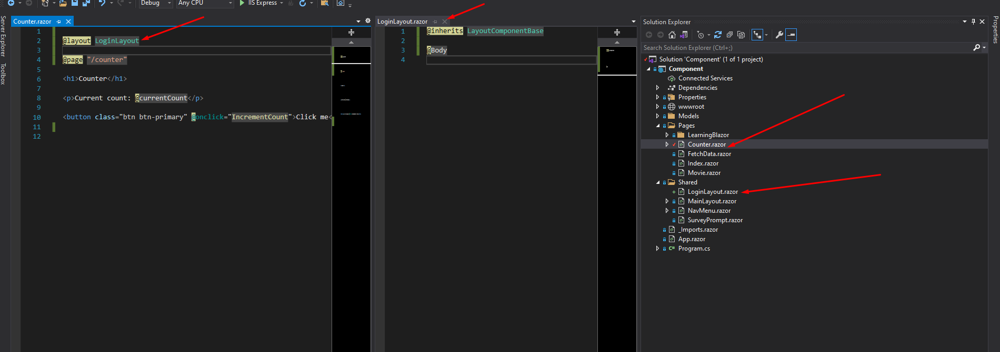 Debug
Any CPU
IIS Express
Server Explorer
Toolbox
Counter.razor
1
2 @layout LoginLayout
3
4 @page "/counter"
5
6 <h1>Counter</h1>
7
8 <p>Current count: @currentCount</p>
9
10 <button class="btn btn-primary" @onclick="IncrementCount">Click me<
11
12
LoginLayout.razor
1 @inherits LayoutComponentBase
2
3 @Body
4
Solution Explorer
Search Solution Explorer (Ctrl+;)
Solution 'Component' (1 of 1 project)
Component
Connected Services
Dependencies
Properties
wwwroot
Models
Pages
LearningBlazor
Counter.razor
FetchData.razor
Index.razor
Movie.razor
Shared
LoginLayout.razor
MainLayout.razor
NavMenu.razor
SurveyPrompt.razor
_Imports.razor
App.razor
C# Program.cs
Properties